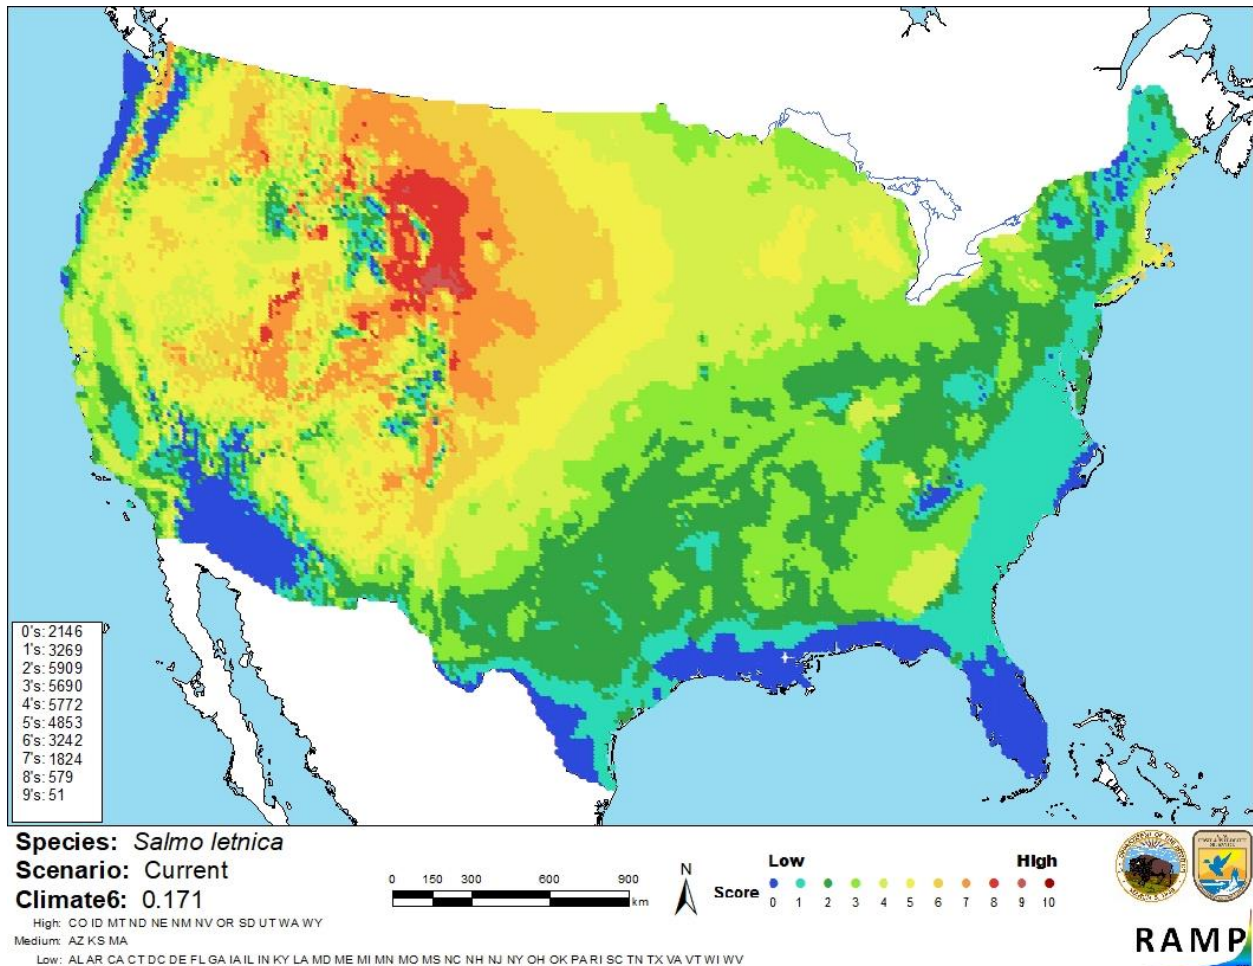 0's: 2146
1's: 3269
2's: 5909
3's: 5690
4's: 5772
5's: 4853
6's: 3242
7's: 1824
8's: 579
9's: 51
Species: Salmo letnica
Scenario: Current
Climate6: 0.171
High: CO ID MT ND NE NM NV OR SD UT WA WY
Medium: AZ KS MA
Low: AL AR CA CT DC DE FL GA IA IL IN KY LA MD ME MI MN MO MS NC NH NJ NY OH OK PA RI SC TN TX VA VT WI WV
0 150 300 600 900
km
N
Low High
Score
0 1 2 3 4 5 6 7 8 9 10
RAMP